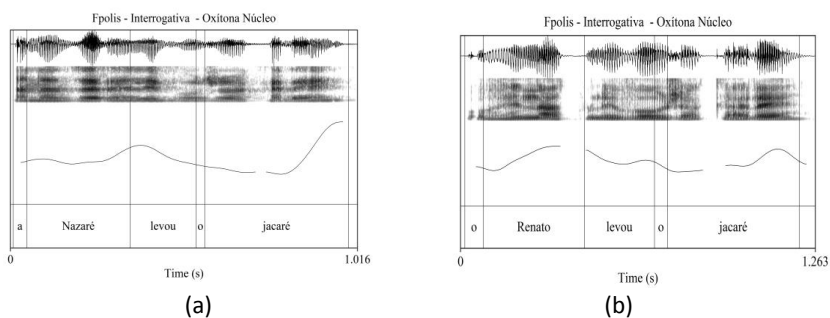 Fpolis - Interrogativa - Oxítona Núcleo
a Nazaré levou o jacaré
0 1.016
Time (s)
(a)
Fpolis - Interrogativa - Oxítona Núcleo
o Renato levou o jacaré
0 1.263
Time (s)
(b)